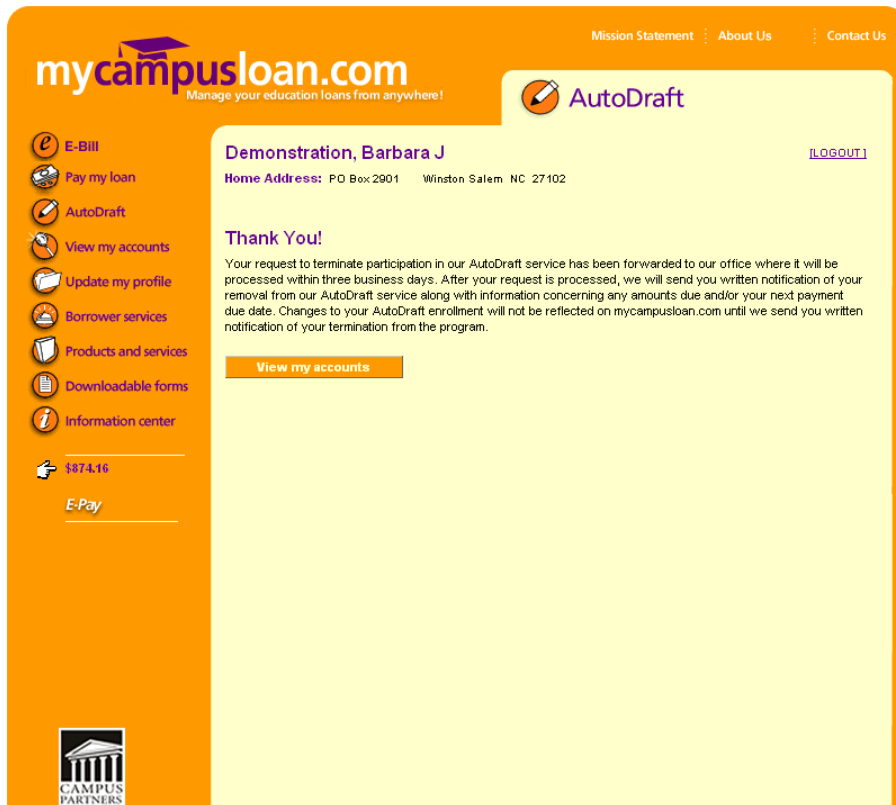 Mission Statement
About Us
Contact Us
mycampusloan.com
Manage your education loans from anywhere!
AutoDraft
E-Bill
Pay my loan
AutoDraft
View my accounts
Update my profile
Borrower services
Products and services
Downloadable forms
Information center
$874.16
E-Pay
Demonstration, Barbara J
[LOGOUT]
Home Address: PO Box 2901 Winston Salem NC 27102
Thank You!
Your request to terminate participation in our AutoDraft service has been forwarded to our office where it will be
processed within three business days. After your request is processed, we will send you written notification of your
removal from our AutoDraft service along with information concerning any amounts due and/or your next payment
due date. Changes to your AutoDraft enrollment will not be reflected on mycampusloan.com until we send you written
notification of your termination from the program.
View my accounts
CAMPUS
PARTNERS